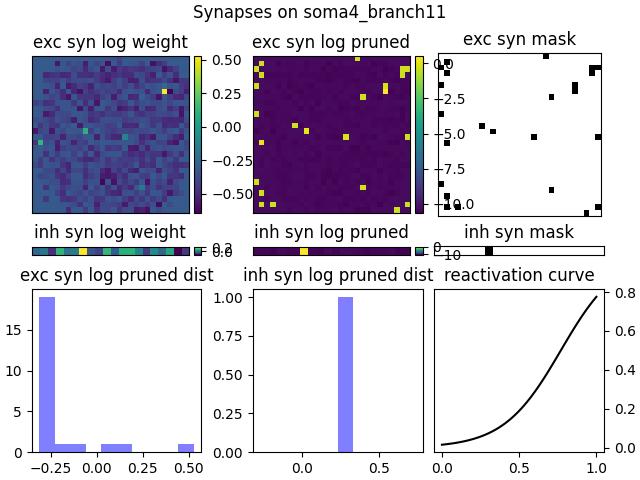 Synapses on soma4_branch11
exc syn log weight
exc syn log pruned
exc syn mask
0.50
0.25
0.00
−0.25
−0.50
0.0
−2.5
−5.0
−7.5
−10.0
inh syn log weight
inh syn log pruned
inh syn mask
0.2
0.0
0
−10
exc syn log pruned dist
inh syn log pruned dist
reactivation curve
15
10
5
0
−0.25 0.00 0.25 0.50
1.00
0.75
0.50
0.25
0.00
0.0 0.5
0.8
0.6
0.4
0.2
0.0
0.0 0.5 1.0